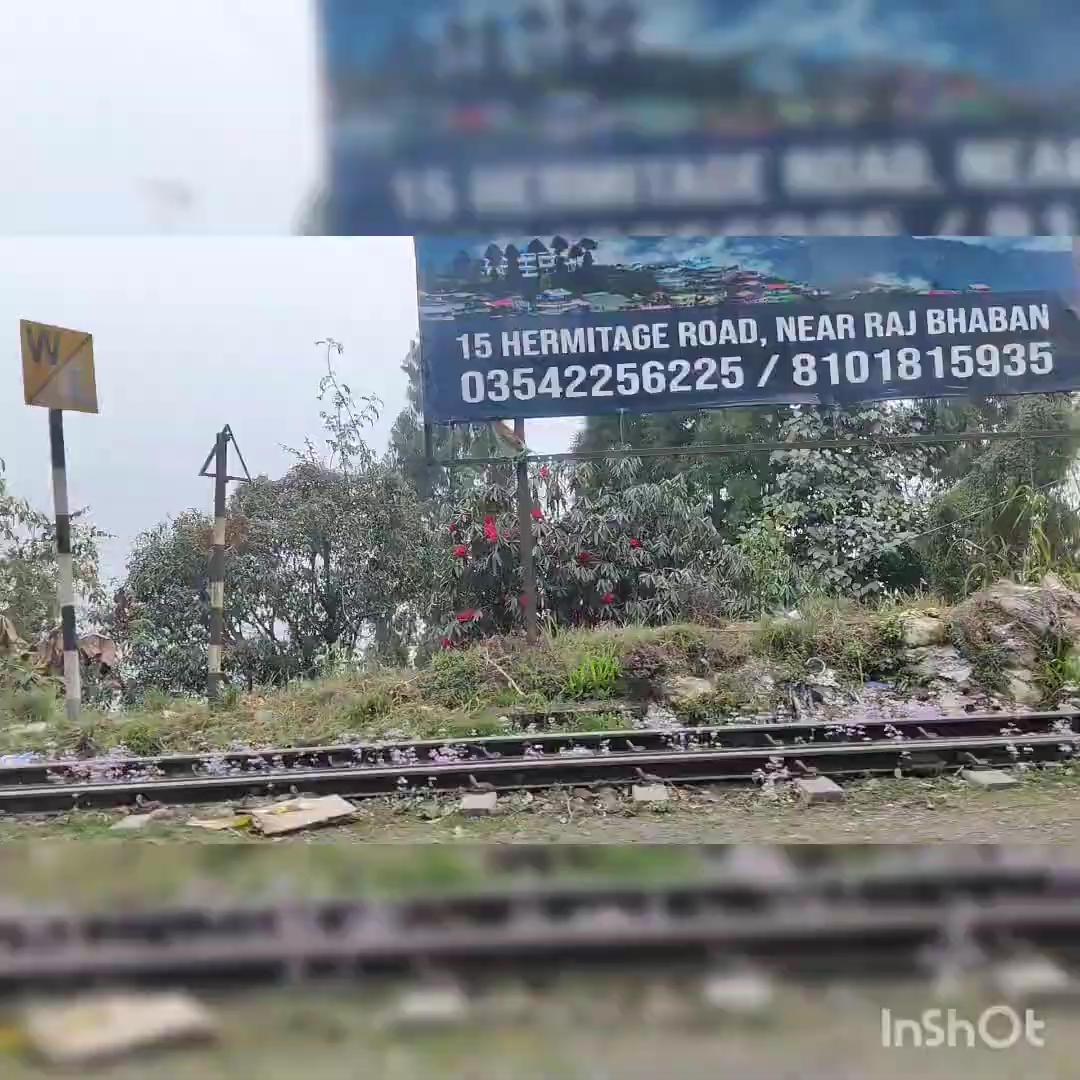 W
L
15 HERMITAGE ROAD, NEAR RAJ BHABAN
03542256225 / 8101815935
InShOt